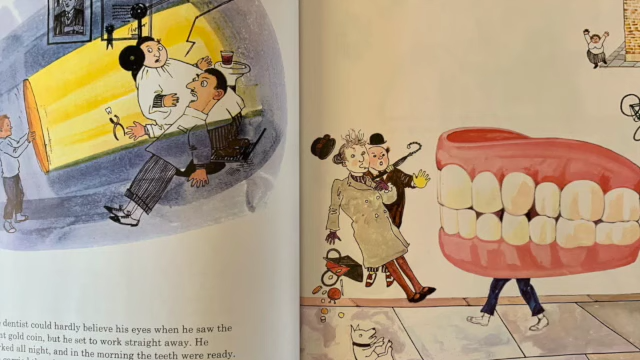 dentist could hardly believe his eyes when he saw the
gold coin, but he set to work straight away. He
all night, and in the morning the teeth were ready.